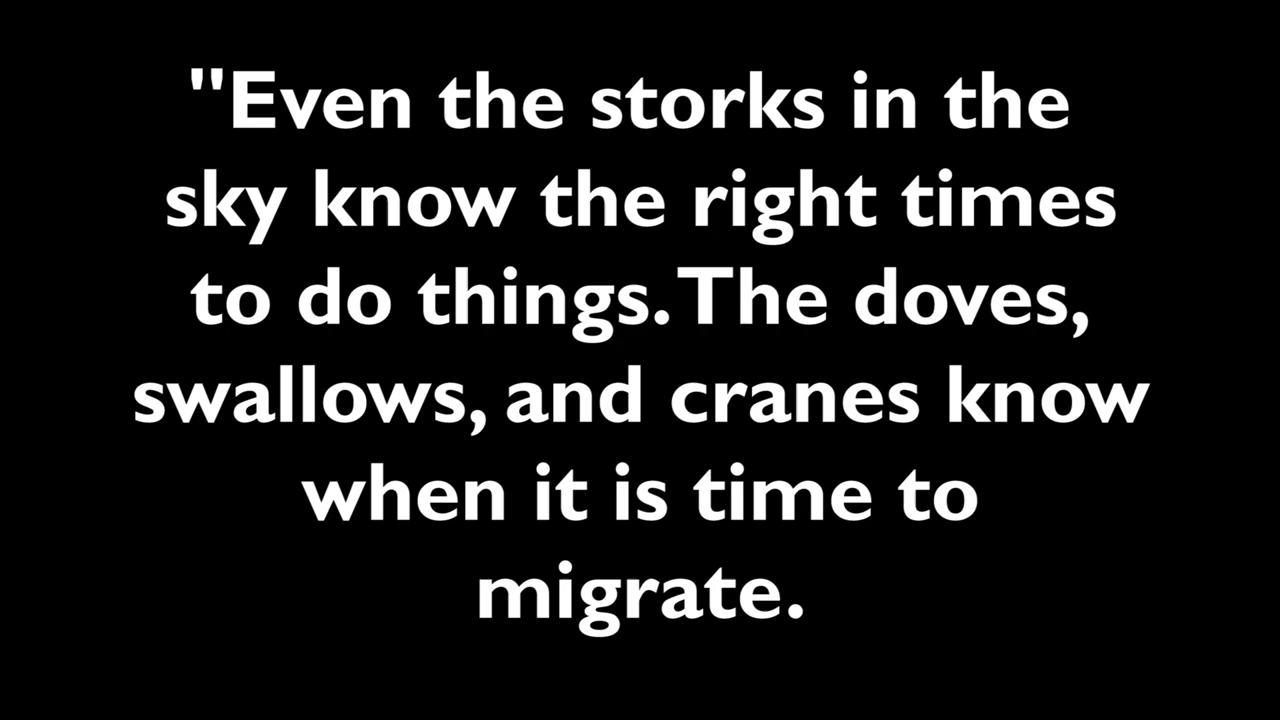 "Even the storks in the
sky know the right times
to do things. The doves,
swallows, and cranes know
when it is time to
migrate.